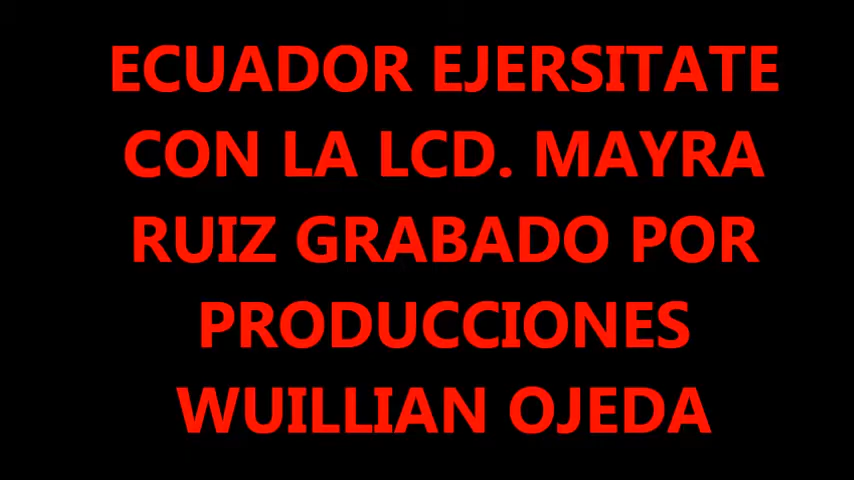 ECUADOR EJERSITATE
CON LA LCD. MAYRA
RUIZ GRABADO POR
PRODUCCIONES
WUILLIAN OJEDA